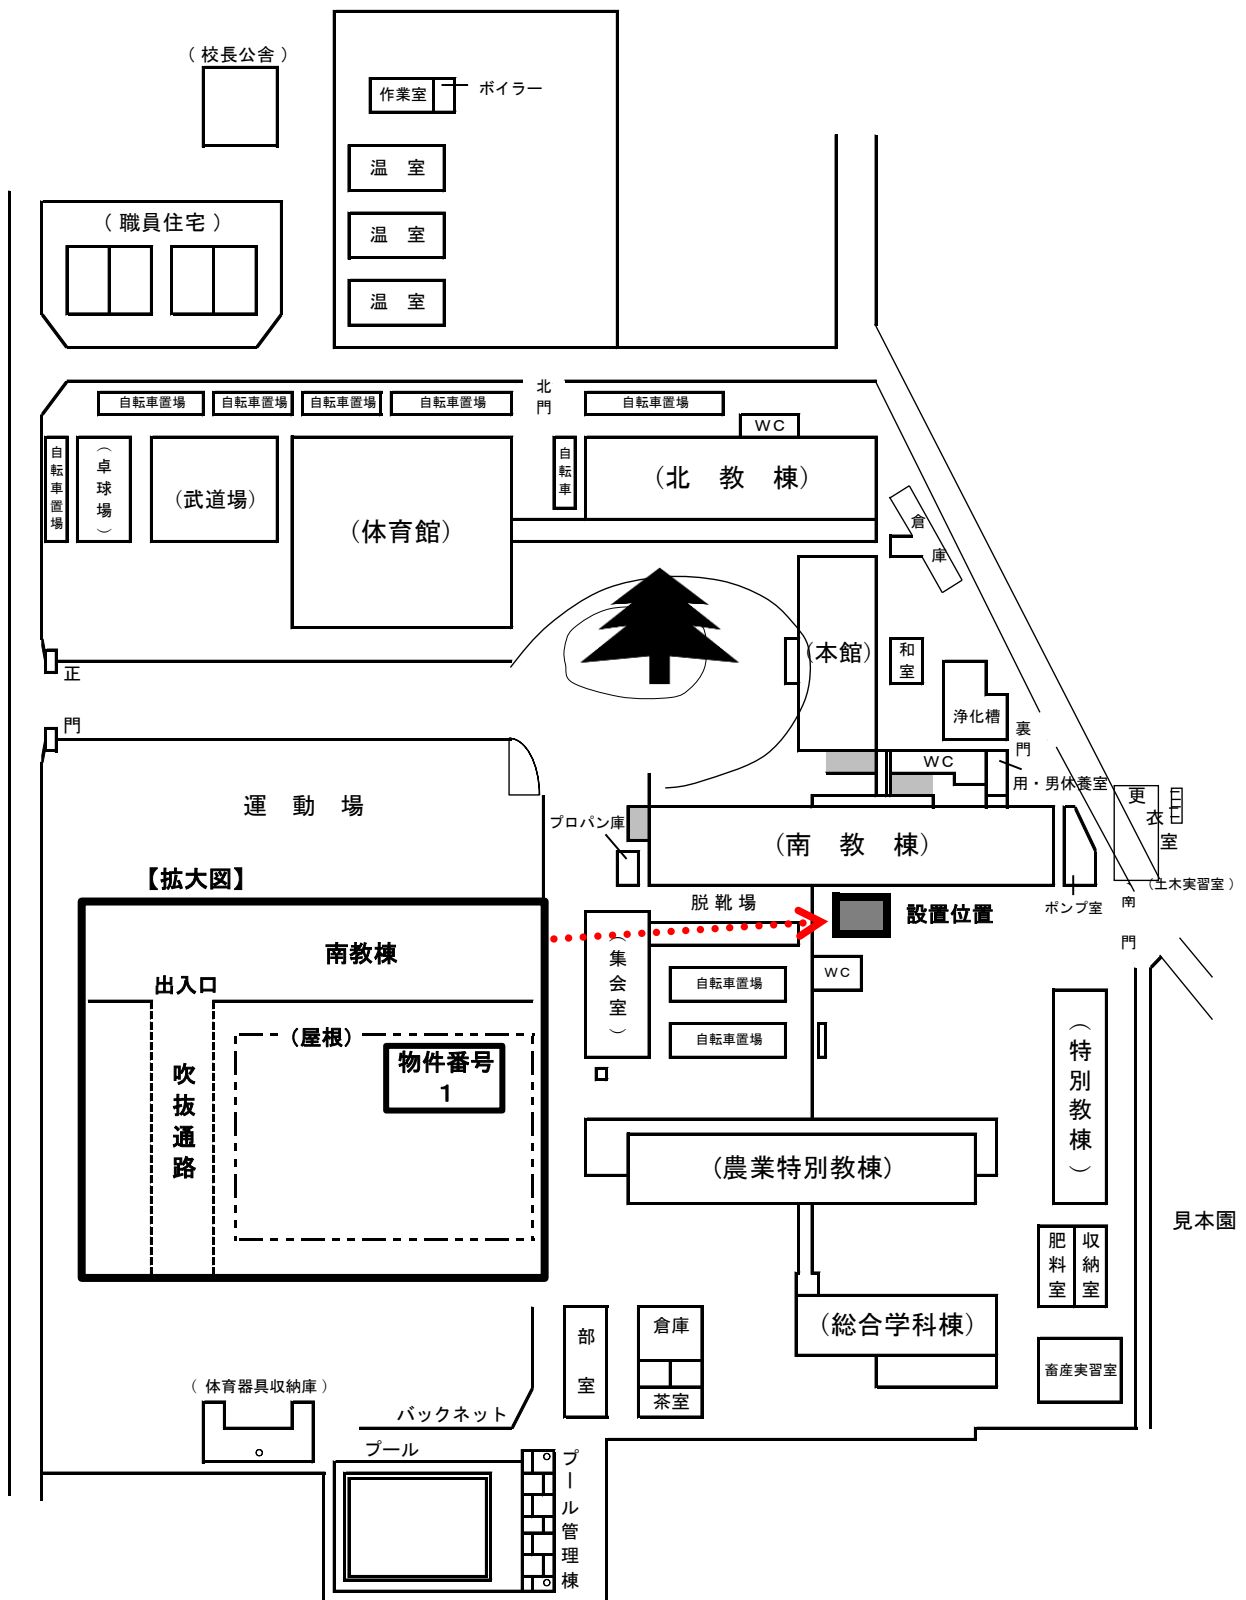 （校長公舎）
作業室
ボイラー
温　室
温　室
温　室
（職員住宅）
北門
自転車置場
自転車置場
自転車置場
自転車置場
自転車置場
WC
自転車置場
（卓球場）
（武道場）
（体育館）
自転車
（北　教　棟）
倉庫
（本館）
和室
浄化槽
裏門
WC
用・男休養室
正門
運　動　場
プロパン庫
（南　教　棟）
更衣室
（土木実習室）
ポンプ室
南門
【拡大図】
脱靴場
設置位置
南教棟
出入口
（集会室）
WC
自転車置場
自転車置場
（屋根）
物件番号
1
吹抜通路
（特別教棟）
（農業特別教棟）
見本園
肥料室
収納室
（総合学科棟）
部室
倉庫
茶室
畜産実習室
（体育器具収納庫）
バックネット
プール
プール管理棟